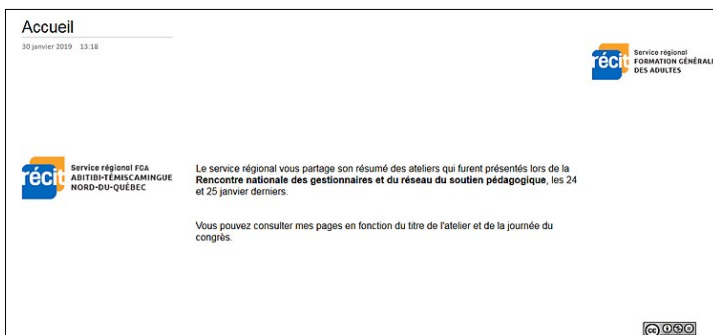 Accueil
30 janvier 2019 13:18
récit
Service régional
FORMATION GÉNÉRALE
DES ADULTES
récit
Service régional FGA
ABITIBI-TÉMISCAMINGUE
NORD-DU-QUÉBEC
Le service régional vous partage son résumé des ateliers qui furent présentés lors de la
Rencontre nationale des gestionnaires et du réseau du soutien pédagogique, les 24
et 25 janvier derniers.
Vous pouvez consulter mes pages en fonction du titre de l'atelier et de la journée du
congrès.
cc